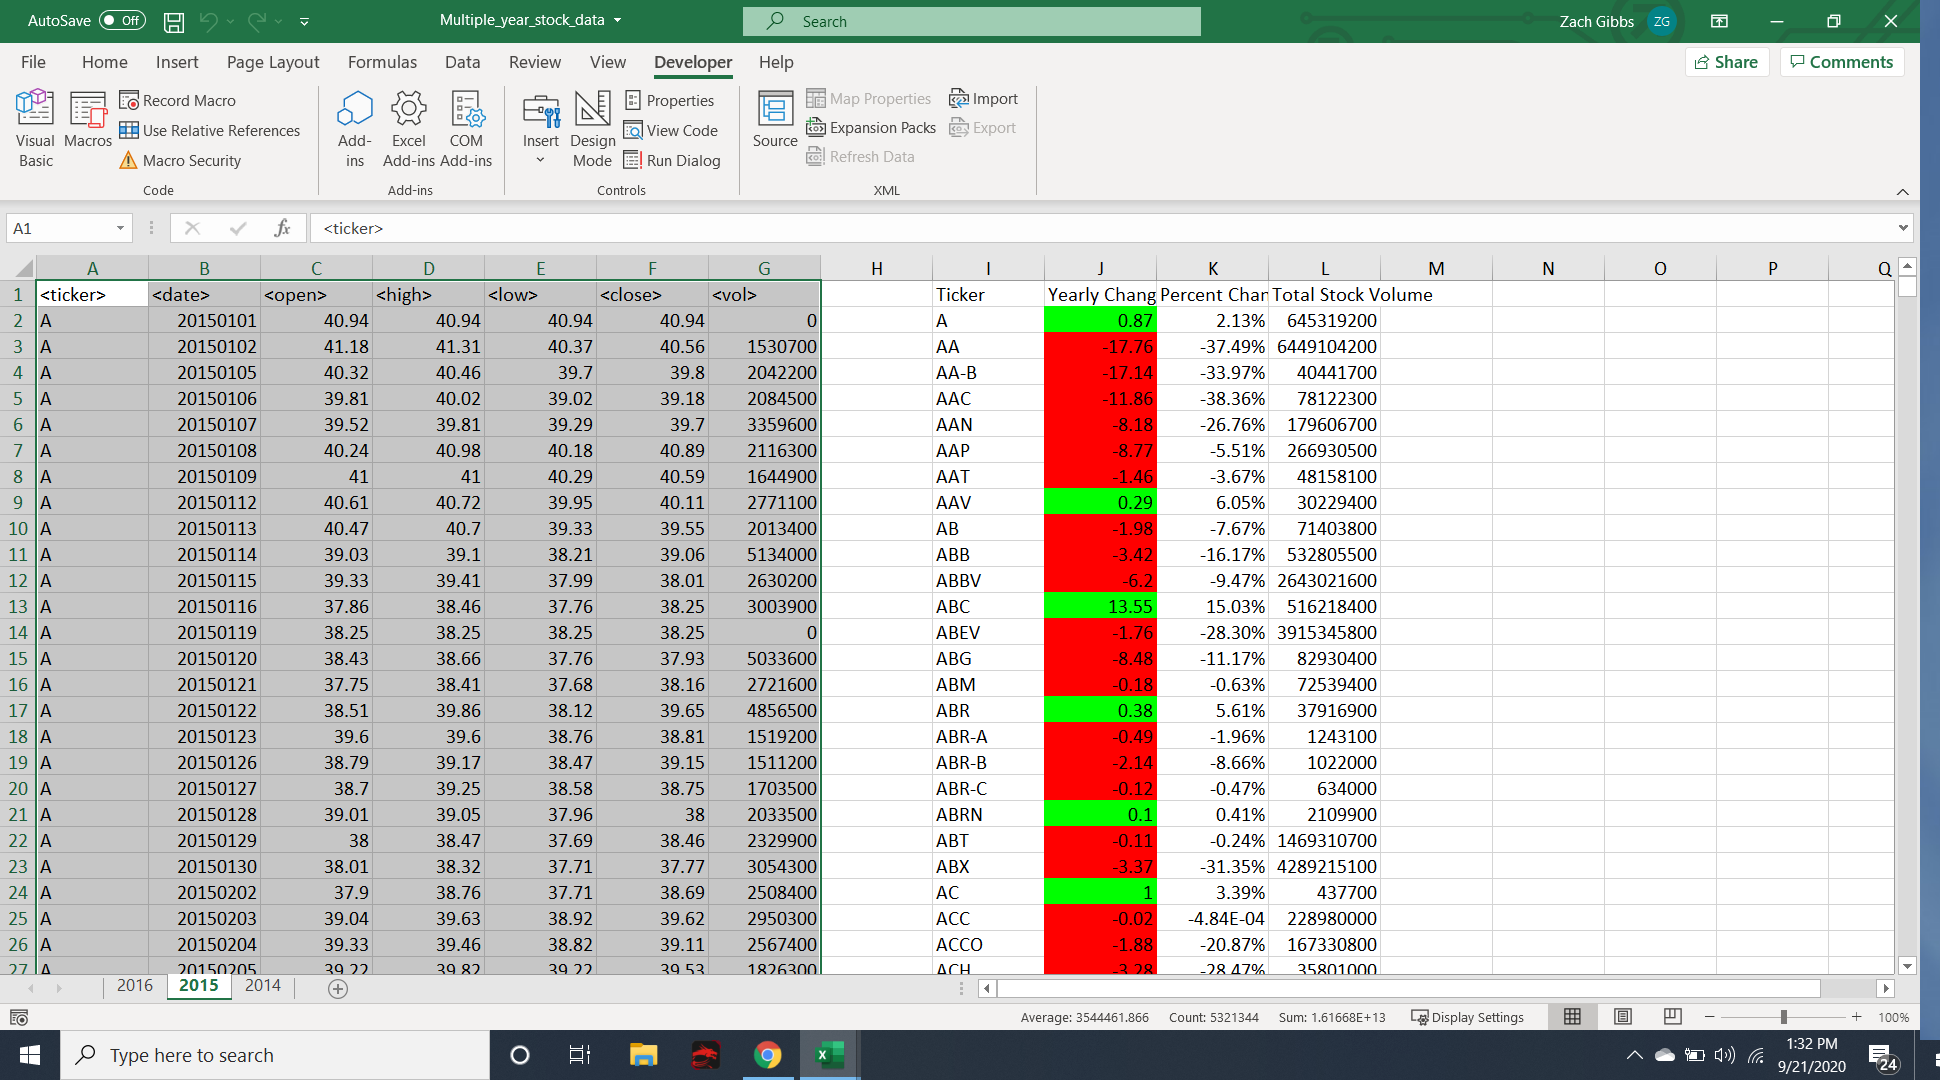 AutoSave Off Multiple_year_stock_data Search Zach Gibbs ZG
File Home Insert Page Layout Formulas Data Review View Developer Help Share Comments
Visual Basic Macros Record Macro Use Relative References Macro Security Code
Add-ins Excel Add-ins COM Add-ins Add-ins
Insert Design Mode Properties View Code Run Dialog Controls
Source Map Properties Expansion Packs Refresh Data Import Export XML
A1 fx <ticker>
A B C D E F G H I J K L M N O P Q
1 <ticker> <date> <open> <high> <low> <close> <vol> Ticker Yearly Chang Percent Char Total Stock Volume
2 A 20150101 40.94 40.94 40.94 40.94 0 A 0.87 2.13% 645319200
3 A 20150102 41.18 41.31 40.37 40.56 1530700 AA -17.76 -37.49% 6449104200
4 A 20150105 40.32 40.46 39.7 39.8 2042200 AA-B -17.14 -33.97% 40441700
5 A 20150106 39.81 40.02 39.02 39.18 2084500 AAC -11.86 -38.36% 78122300
6 A 20150107 39.52 39.81 39.29 39.7 3359600 AAN -8.18 -26.76% 179606700
7 A 20150108 40.24 40.98 40.18 40.89 2116300 AAP -8.77 -5.51% 266930500
8 A 20150109 41 41 40.29 40.59 1644900 AAT -1.46 -3.67% 48158100
9 A 20150112 40.61 40.72 39.95 40.11 2771100 AAV 0.29 6.05% 30229400
10 A 20150113 40.47 40.7 39.33 39.55 2013400 AB -1.98 -7.67% 71403800
11 A 20150114 39.03 39.1 38.21 39.06 5134000 ABB -3.42 -16.17% 532805500
12 A 20150115 39.33 39.41 37.99 38.01 2630200 ABBV -6.2 -9.47% 2643021600
13 A 20150116 37.86 38.46 37.76 38.25 3003900 ABC 13.55 15.03% 516218400
14 A 20150119 38.25 38.25 38.25 38.25 0 ABEV -1.76 -28.30% 3915345800
15 A 20150120 38.43 38.66 37.76 37.93 5033600 ABG -8.48 -11.17% 82930400
16 A 20150121 37.75 38.41 37.68 38.16 2721600 ABM -0.18 -0.63% 72539400
17 A 20150122 38.51 39.86 38.12 39.65 4856500 ABR 0.38 5.61% 37916900
18 A 20150123 39.6 39.6 38.76 38.81 1519200 ABR-A -0.49 -1.96% 1243100
19 A 20150126 38.79 39.17 38.47 39.15 1511200 ABR-B -2.14 -8.66% 1022000
20 A 20150127 38.7 39.25 38.58 38.75 1703500 ABR-C -0.12 -0.47% 634000
21 A 20150128 39.01 39.05 37.96 38 2033500 ABRN 0.1 0.41% 2109900
22 A 20150129 38 38.47 37.69 38.46 2329900 ABT -0.11 -0.24% 1469310700
23 A 20150130 38.01 38.32 37.71 37.77 3054300 ABX -3.37 -31.35% 4289215100
24 A 20150202 37.9 38.76 37.71 38.69 2508400 AC 1 3.39% 437700
25 A 20150203 39.04 39.63 38.92 39.62 2950300 ACC -0.02 -4.84E-04 228980000
26 A 20150204 39.33 39.46 38.82 39.11 2567400 ACCO -1.88 -20.87% 167330800
27 A 20150205 39.22 39.82 39.22 39.53 1826300 ACH -3.28 -28.47% 35801000
2016 2015 2014
Average: 3544461.866 Count: 5321344 Sum: 1.61668E+13 Display Settings 100%
Type here to search 1:32 PM
9/21/2020 24